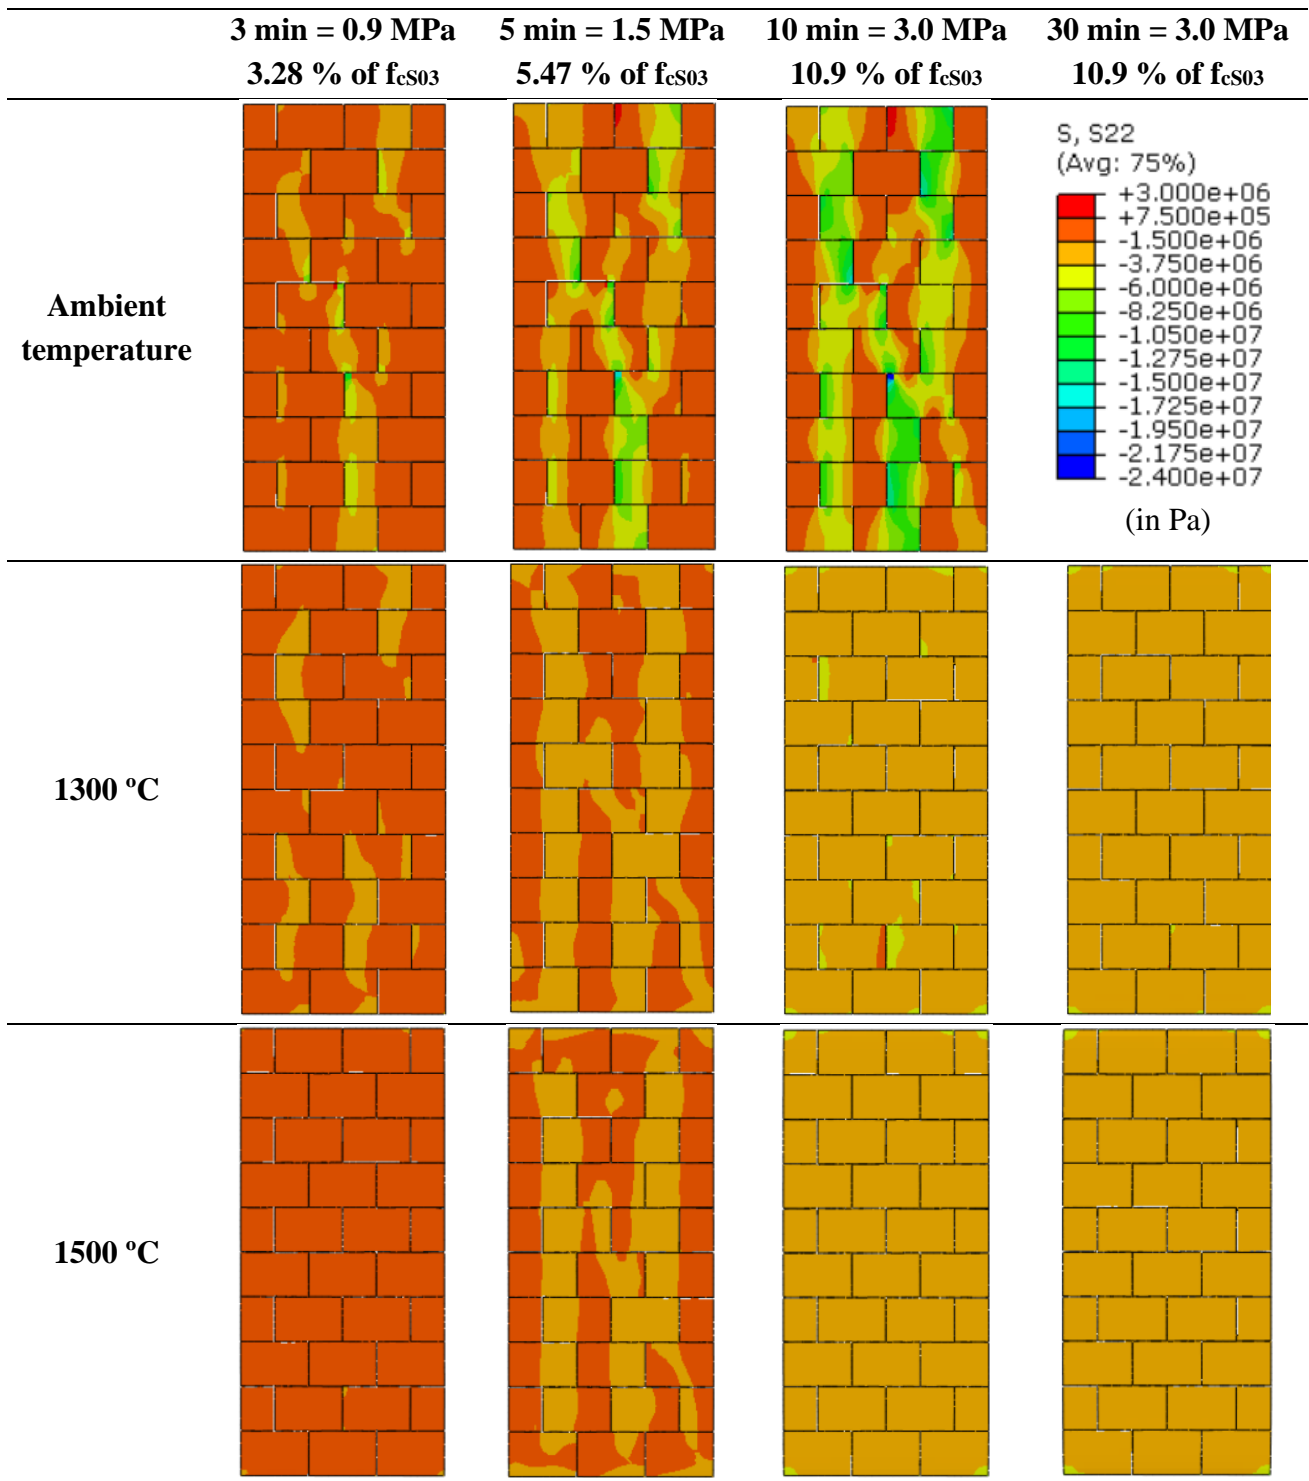 3 min = 0.9 MPa 5 min = 1.5 MPa 10 min = 3.0 MPa 30 min = 3.0 MPa
3.28 % of fcS03 5.47 % of fcS03 10.9 % of fcS03 10.9 % of fcS03
Ambient
temperature
S, S22
(Avg: 75%)
+3.000e+06
+7.500e+05
-1.500e+06
-3.750e+06
-6.000e+06
-8.250e+06
-1.050e+07
-1.275e+07
-1.500e+07
-1.725e+07
-1.950e+07
-2.175e+07
-2.400e+07
(in Pa)
1300 ºC
1500 ºC